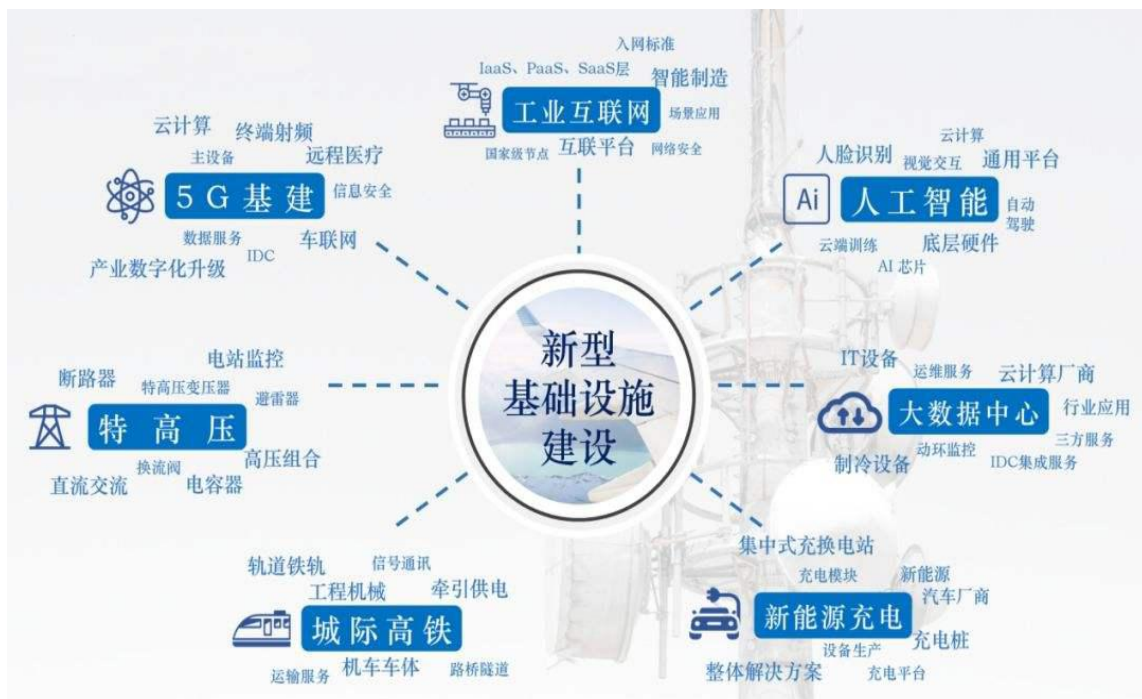 入网标准
IaaS、PaaS、SaaS层
智能制造
工业互联网
场景应用
国家级节点
互联平台
网络安全
云计算
终端射频
主设备
远程医疗
5G基建
信息安全
数据服务
IDC
车联网
产业数字化升级
云计算
人脸识别
视觉交互
通用平台
Ai
人工智能
自动
驾驶
云端训练
底层硬件
AI 芯片
新型
基础设施
建设
电站监控
断路器
特高压变压器
避雷器
特高压
换流阀
高压组合
直流交流
电容器
IT设备
运维服务
云计算厂商
大数据中心
行业应用
三方服务
制冷设备
动环监控
IDC集成服务
轨道铁轨
信号通讯
工程机械
牵引供电
城际高铁
运输服务
机车车体
路桥隧道
集中式充换电站
充电模块
新能源
汽车厂商
新能源充电
充电桩
设备生产
整体解决方案
充电平台